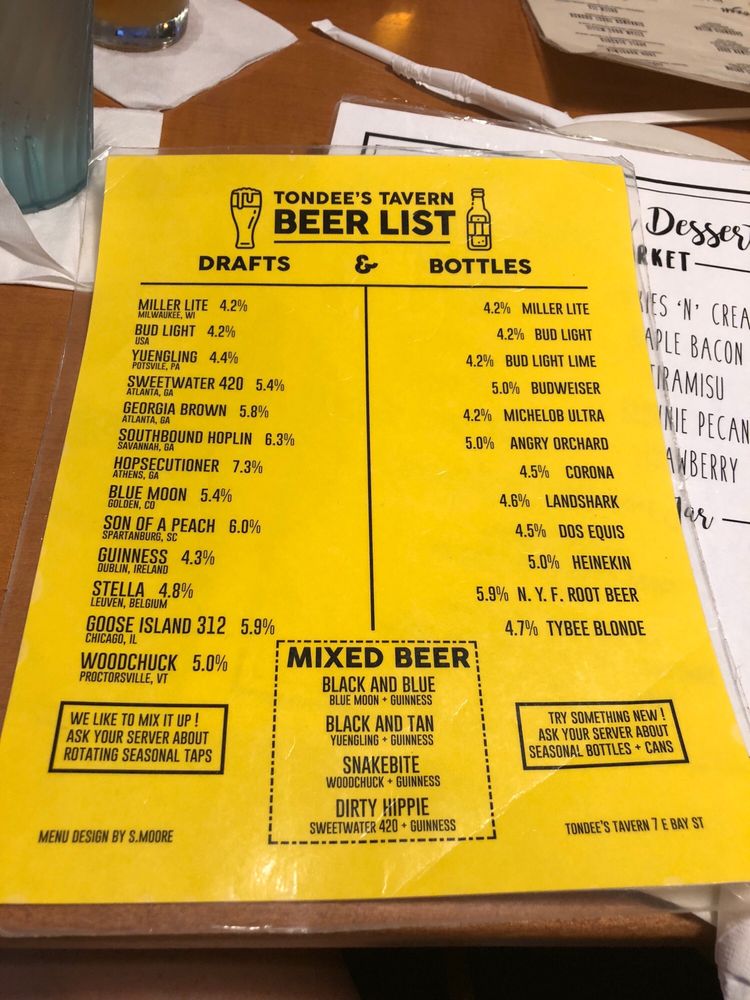 TONDEE'S TAVERN
BEER LIST
DRAFTS & BOTTLES
MILLER LITE 4.2%
MILWAUKEE, WI
BUD LIGHT 4.2%
USA
YUENGLING 4.4%
POTSVILE, PA
SWEETWATER 420 5.4%
ATLANTA, GA
GEORGIA BROWN 5.8%
ATLANTA, GA
SOUTHBOUND HOPLIN 6.3%
SAVANNAH, GA
HOPSECUTIONER 7.3%
ATHENS, GA
BLUE MOON 5.4%
GOLDEN, CO
SON OF A PEACH 6.0%
SPARTANBURG, SC
GUINNESS 4.3%
DUBLIN, IRELAND
STELLA 4.8%
LEUVEN, BELGIUM
GOOSE ISLAND 312 5.9%
CHICAGO, IL
WOODCHUCK 5.0%
PROCTORSVILLE, VT
4.2% MILLER LITE
4.2% BUD LIGHT
4.2% BUD LIGHT LIME
5.0% BUDWEISER
4.2% MICHELOB ULTRA
5.0% ANGRY ORCHARD
4.5% CORONA
4.6% LANDSHARK
4.5% DOS EQUIS
5.0% HEINEKIN
5.9% N. Y. F. ROOT BEER
4.7% TYBEE BLONDE
MIXED BEER
BLACK AND BLUE
BLUE MOON + GUINNESS
BLACK AND TAN
YUENGLING + GUINNESS
SNAKEBITE
WOODCHUCK + GUINNESS
DIRTY HIPPIE
SWEETWATER 420 + GUINNESS
WE LIKE TO MIX IT UP !
ASK YOUR SERVER ABOUT
ROTATING SEASONAL TAPS
TRY SOMETHING NEW !
ASK YOUR SERVER ABOUT
SEASONAL BOTTLES + CANS
MENU DESIGN BY S.MOORE
TONDEE'S TAVERN 7 E BAY ST
Dessert
RKET
IES 'N' CREA
APLE BACON
TIRAMISU
NIE PECAN
AWBERRY
Jar